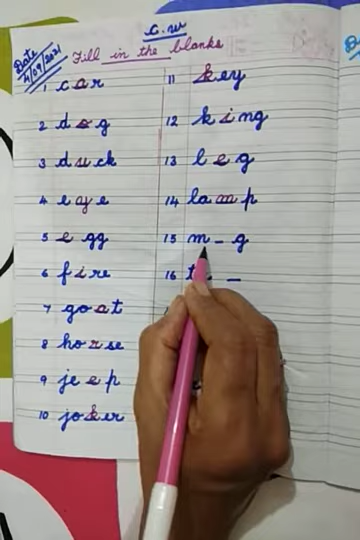 C.W
Date
4/09/2021
Fill in the blanks
1 car
2 dog
3 duck
4 eye
5 egg
6 fire
7 goat
8 horse
9 jeep
10 joker
11 key
12 king
13 leg
14 lamp
15 m_g
16 t